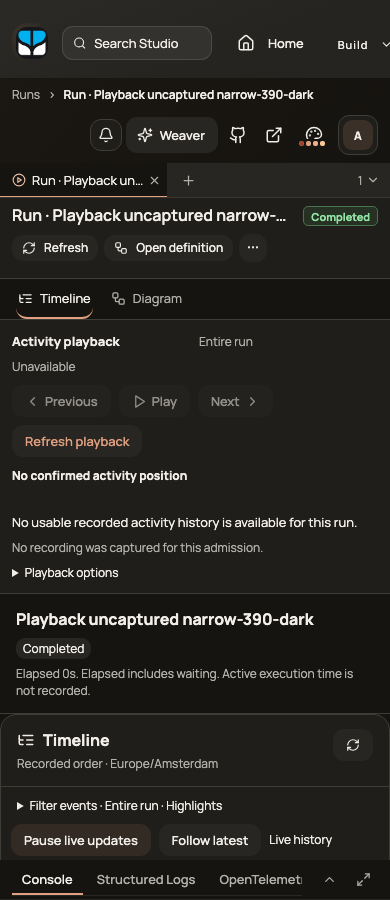 Search Studio
Home
Build
Runs › Run · Playback uncaptured narrow-390-dark
Weaver
A
Run · Playback un...
1
Run · Playback uncaptured narrow-...
Completed
Refresh
Open definition
Timeline
Diagram
Activity playback
Entire run
Unavailable
Previous
Play
Next
Refresh playback
No confirmed activity position
No usable recorded activity history is available for this run.
No recording was captured for this admission.
Playback options
Playback uncaptured narrow-390-dark
Completed
Elapsed 0s. Elapsed includes waiting. Active execution time is
not recorded.
Timeline
Recorded order · Europe/Amsterdam
Filter events · Entire run · Highlights
Pause live updates
Follow latest
Live history
Console
Structured Logs